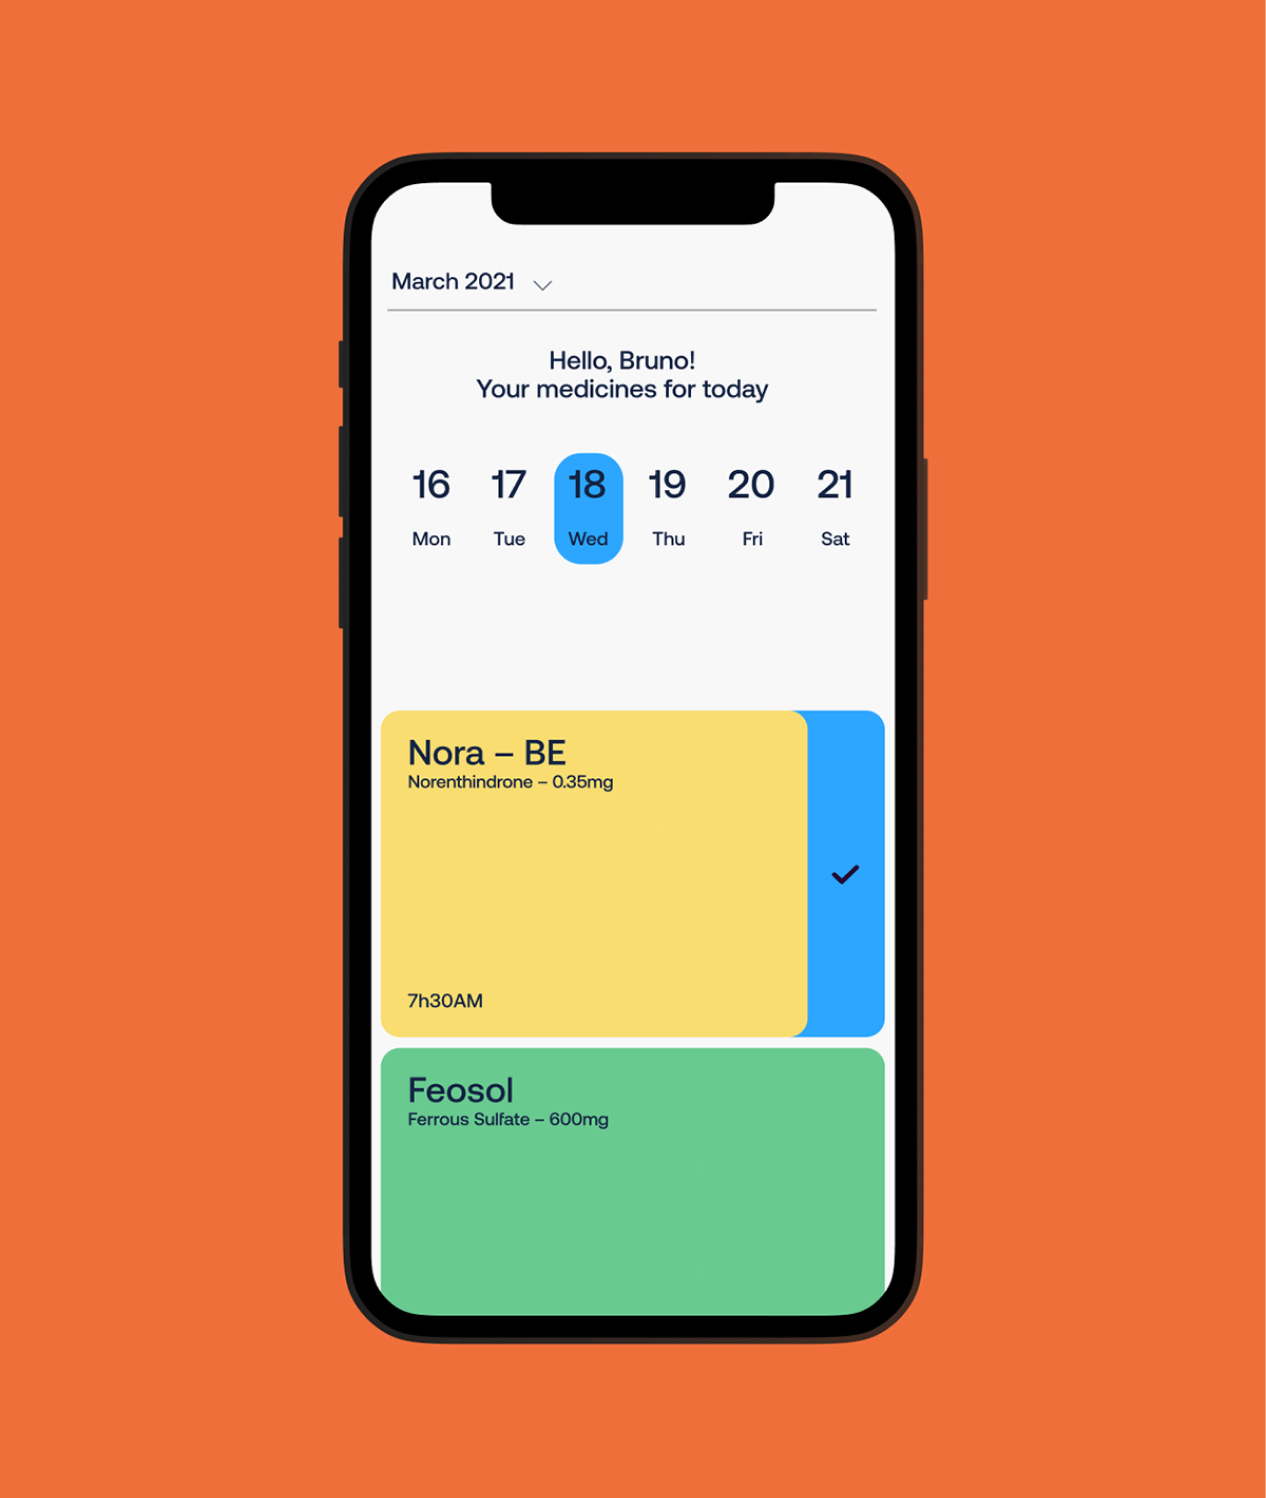 March 2021
Hello, Bruno!
Your medicines for today
16 17 18 19 20 21
Mon Tue Wed Thu Fri Sat
Nora – BE
Norenthindrone – 0.35mg
7h30AM
Feosol
Ferrous Sulfate – 600mg